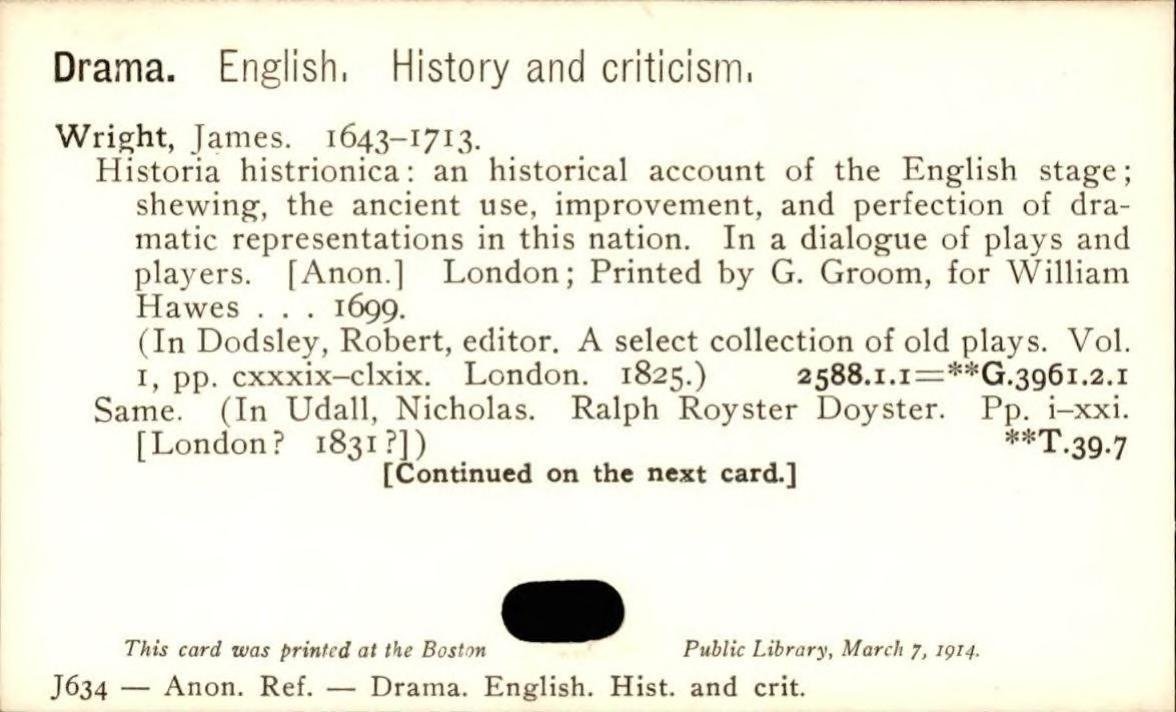 Drama. English. History and criticism.
Wright, James. 1643–1713.
Historia histrionica: an historical account of the English stage;
shewing, the ancient use, improvement, and perfection of dra-
matic representations in this nation. In a dialogue of plays and
players. [Anon.] London; Printed by G. Groom, for William
Hawes . . . 1699.
(In Dodsley, Robert, editor. A select collection of old plays. Vol.
1, pp. cxxxix–clxix. London. 1825.) 2588.1.1=**G.3961.2.1
Same. (In Udall, Nicholas. Ralph Royster Doyster. Pp. i–xxi.
[London? 1831?]) **T.39.7
[Continued on the next card.]
This card was printed at the Boston Public Library, March 7, 1914.
J634 — Anon. Ref. — Drama. English. Hist. and crit.